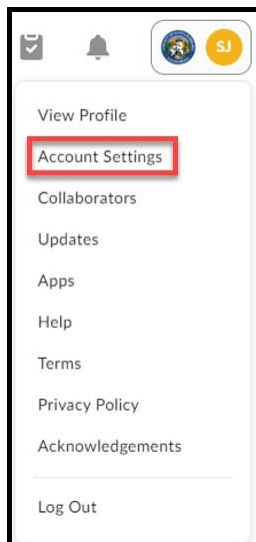 SJ
View Profile
Account Settings
Collaborators
Updates
Apps
Help
Terms
Privacy Policy
Acknowledgements
Log Out